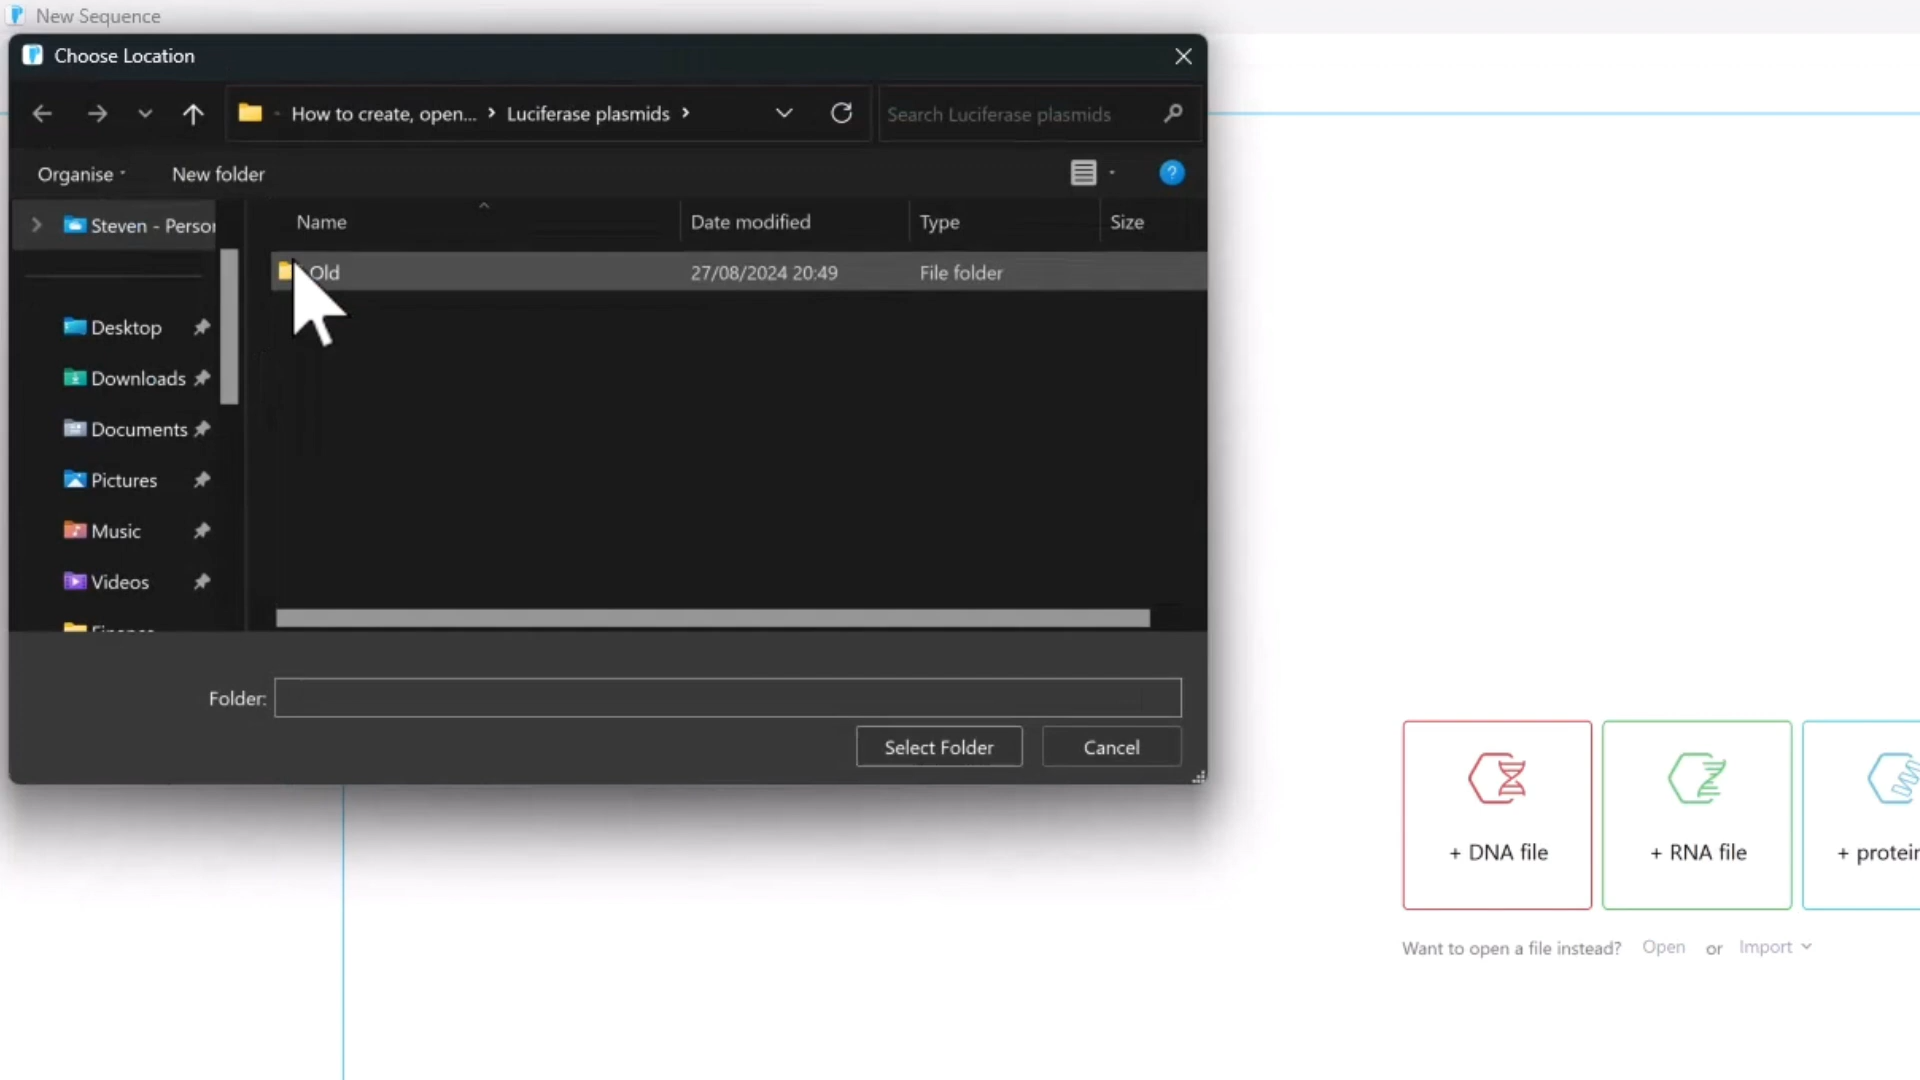 New Sequence
Choose Location
How to create, open... › Luciferase plasmids ›
Search Luciferase plasmids
Organise
New folder
?
Name
Date modified
Type
Size
Steven - Person
Old
27/08/2024 20:49
File folder
Desktop
Downloads
Documents
Pictures
Music
Videos
Folder:
Select Folder
Cancel
+ DNA file
+ RNA file
+ protein
Want to open a file instead? Open or Import